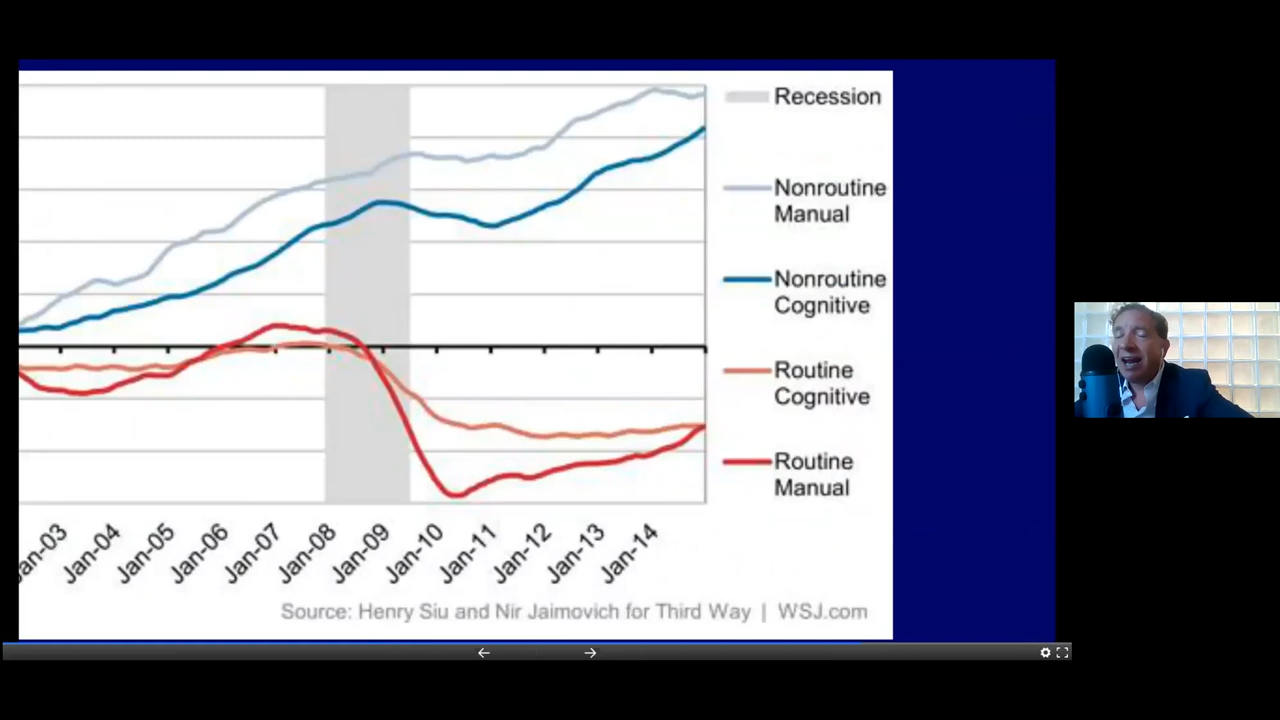 Recession
Nonroutine
Manual
Nonroutine
Cognitive
Routine
Cognitive
Routine
Manual
Jan-03
Jan-04
Jan-05
Jan-06
Jan-07
Jan-08
Jan-09
Jan-10
Jan-11
Jan-12
Jan-13
Jan-14
Source: Henry Siu and Nir Jaimovich for Third Way | WSJ.com